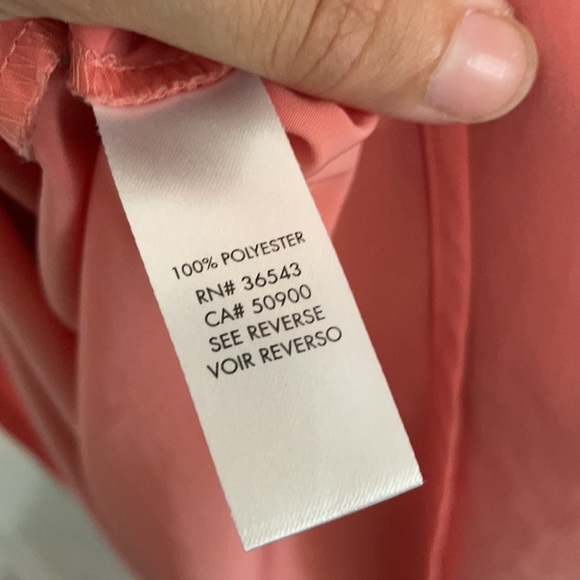 100% POLYESTER
RN# 36543
CA# 50900
SEE REVERSE
VOIR REVERSO